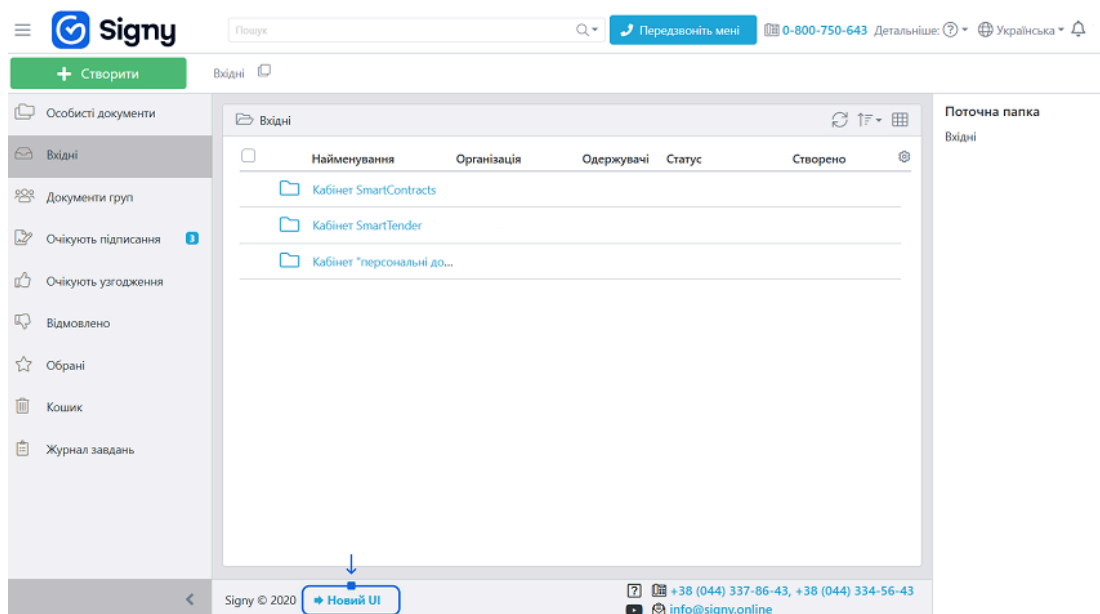 Signy
Пошук
Передзвоніть мені
0-800-750-643
Детальніше:
Українська
Створити
Вхідні
Особисті документи
Вхідні
Документи груп
Очікують підписання 3
Очікують узгодження
Відмовлено
Обрані
Кошик
Журнал завдань
Вхідні
Найменування Організація Одержувачі Статус Створено
Кабінет SmartContracts
Кабінет SmartTender
Кабінет "персональні до...
Поточна папка
Вхідні
Signy © 2020
Новий UI
+38 (044) 337-86-43, +38 (044) 334-56-43
info@signy.online